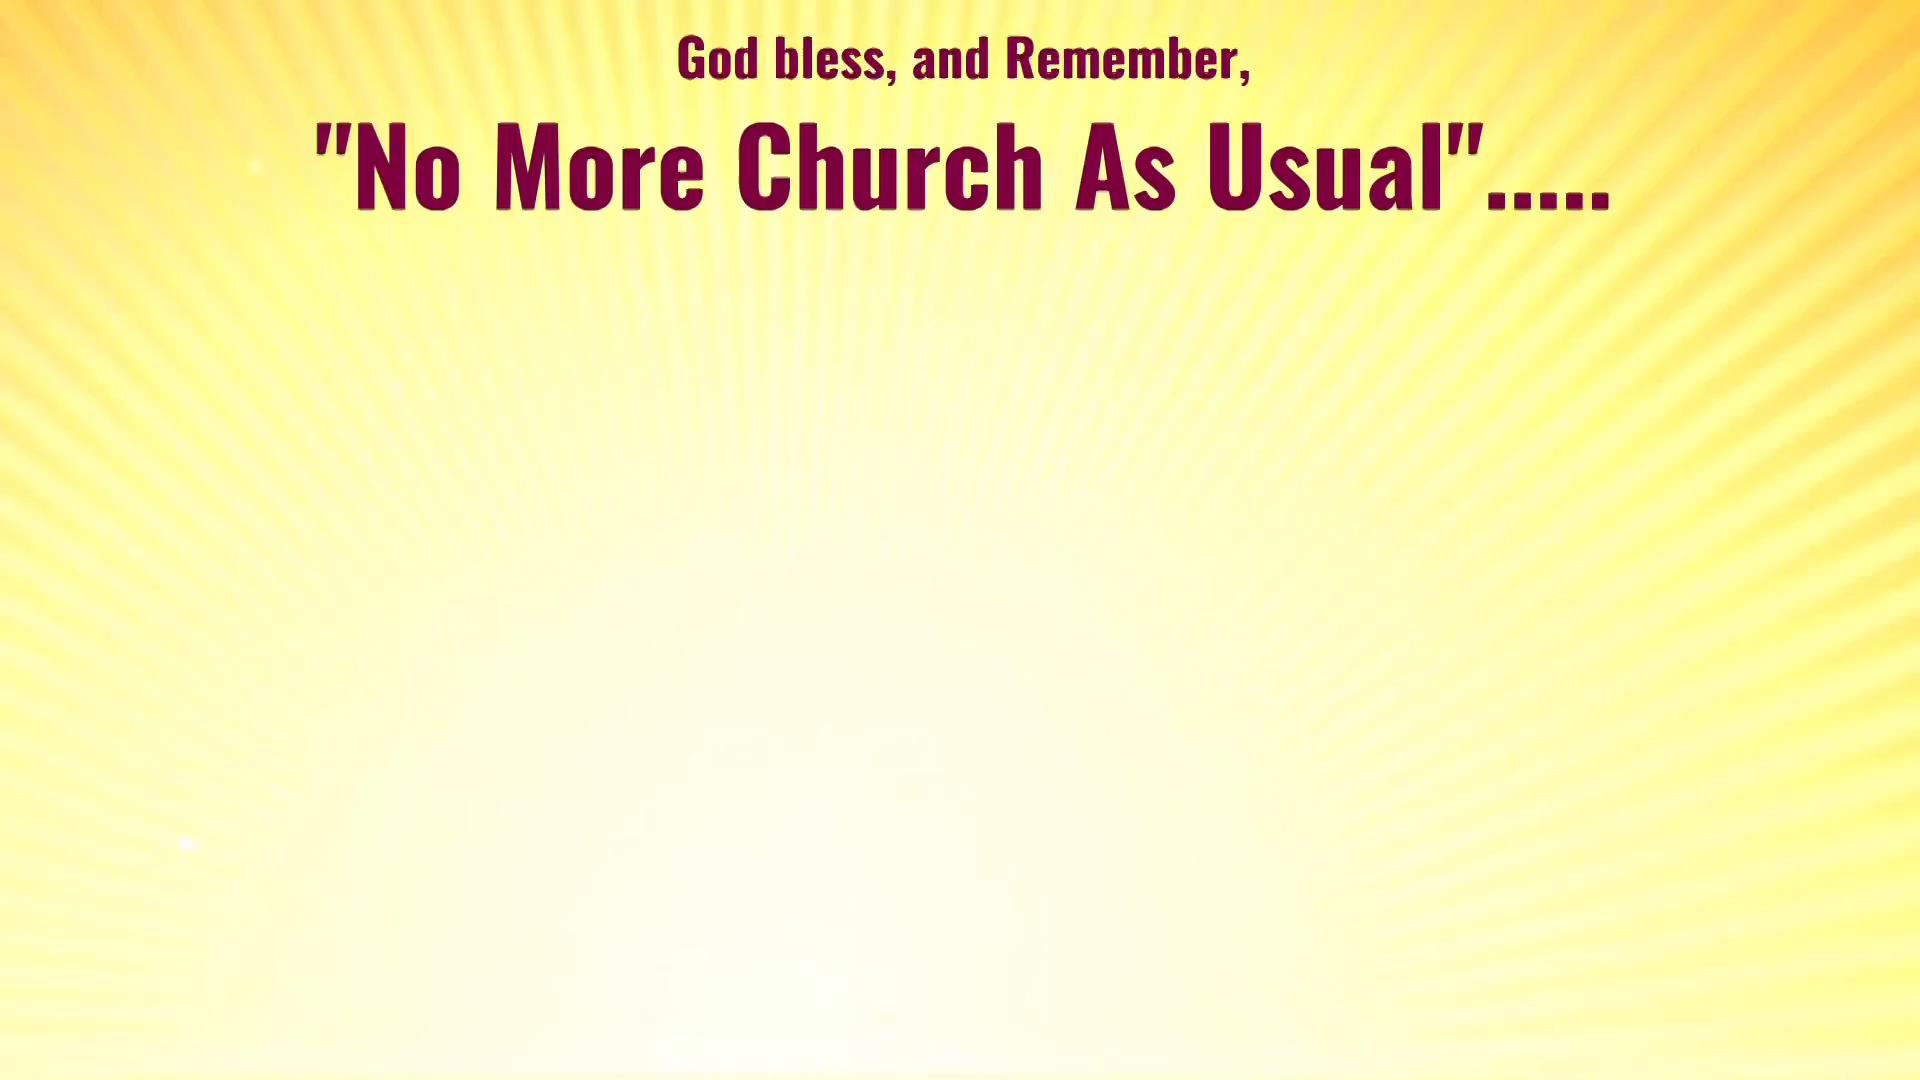 God bless, and Remember,
"No More Church As Usual".....